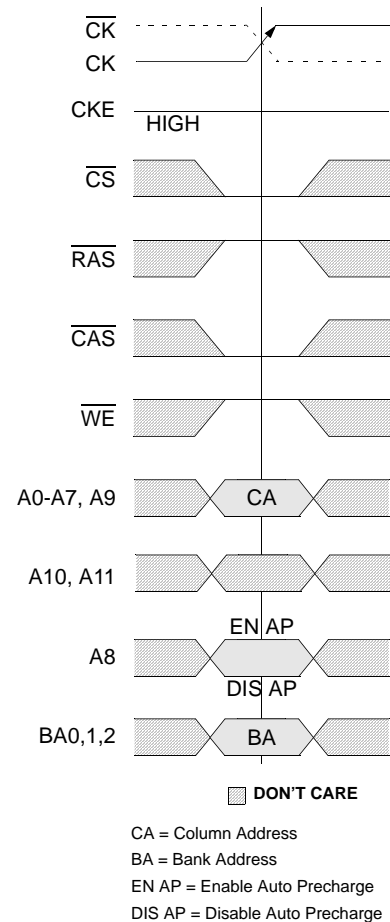 CK
CK
CKE
HIGH
CS
RAS
CAS
WE
A0-A7, A9
CA
A10, A11
EN AP
A8
DIS AP
BA0,1,2
BA
DON'T CARE
CA = Column Address
BA = Bank Address
EN AP = Enable Auto Precharge
DIS AP = Disable Auto Precharge